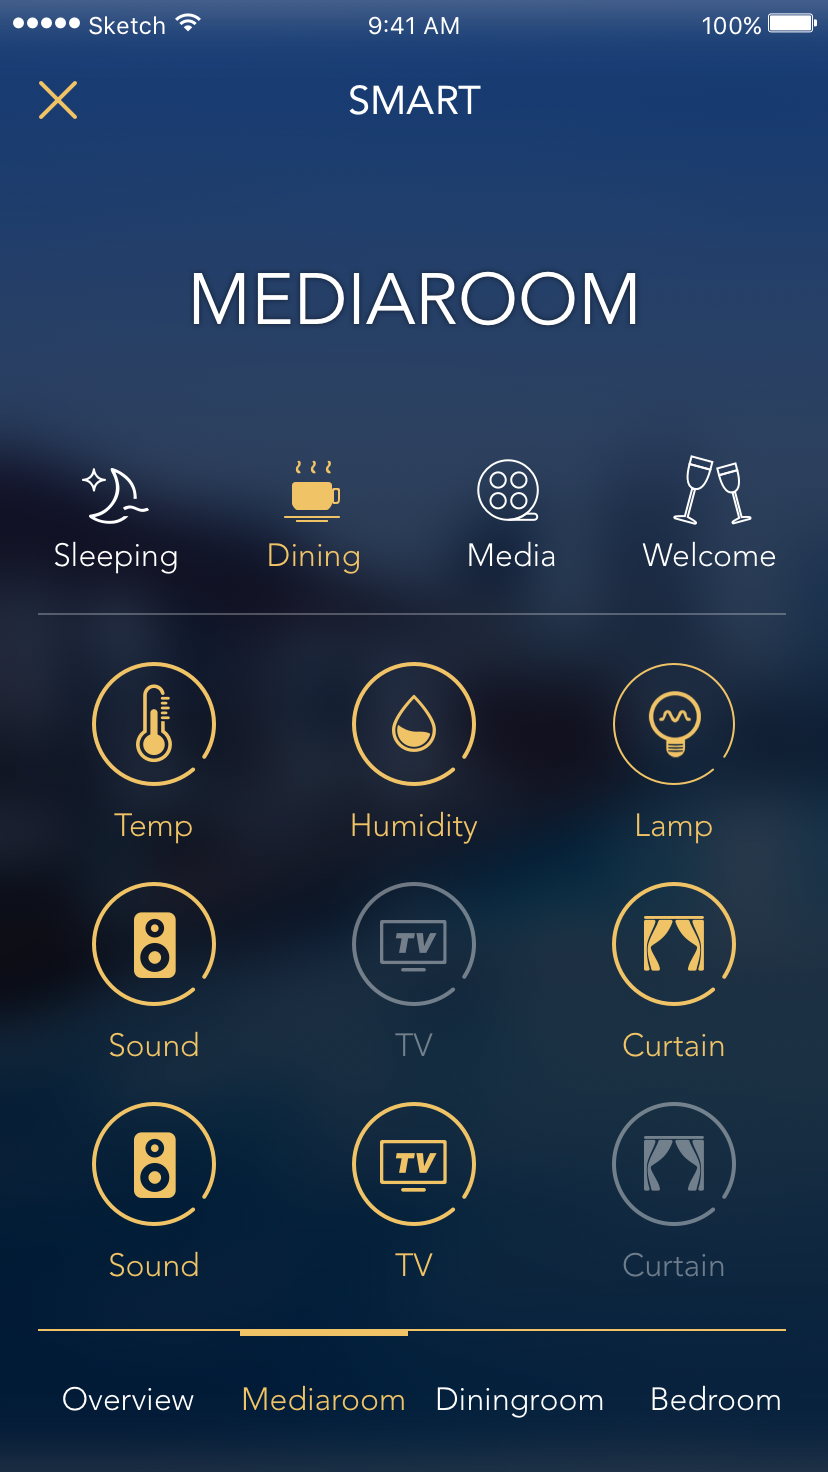 Sketch 9:41 AM 100%
SMART
MEDIAROOM
Sleeping Dining Media Welcome
Temp Humidity Lamp
TV
Sound TV Curtain
TV
Sound TV Curtain
Overview Mediaroom Diningroom Bedroom